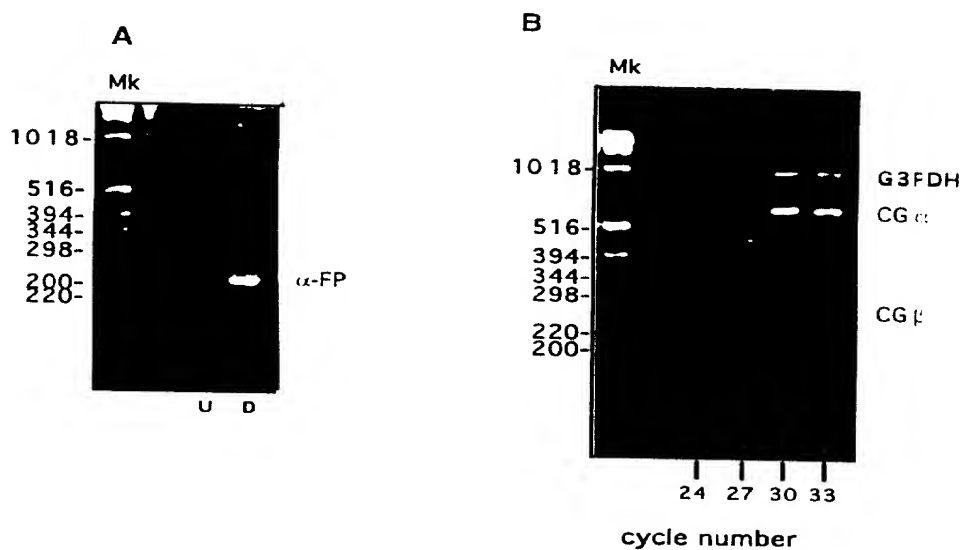 A
Mk
1018-
516-
394-
344-
298-
200-
220-
α-FP
U D
B
Mk
1018-
516-
394-
344-
298-
220-
200-
G3FDH
CG α
CG β
24 27 30 33
cycle number